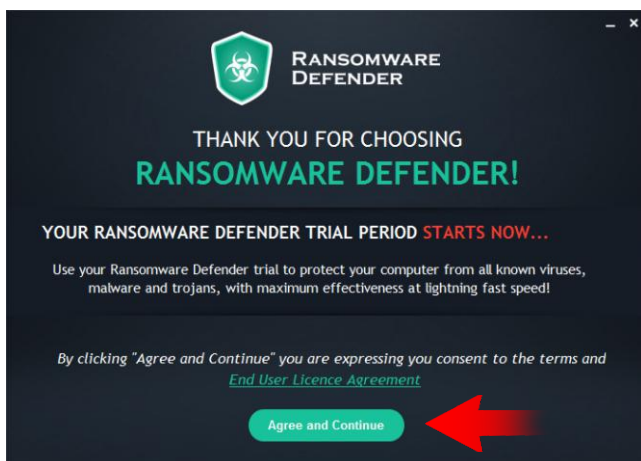 RANSOMWARE
DEFENDER
THANK YOU FOR CHOOSING
RANSOMWARE DEFENDER!
YOUR RANSOMWARE DEFENDER TRIAL PERIOD STARTS NOW...
Use your Ransomware Defender trial to protect your computer from all known viruses,
malware and trojans, with maximum effectiveness at lightning fast speed!
By clicking "Agree and Continue" you are expressing you consent to the terms and
End User Licence Agreement
Agree and Continue